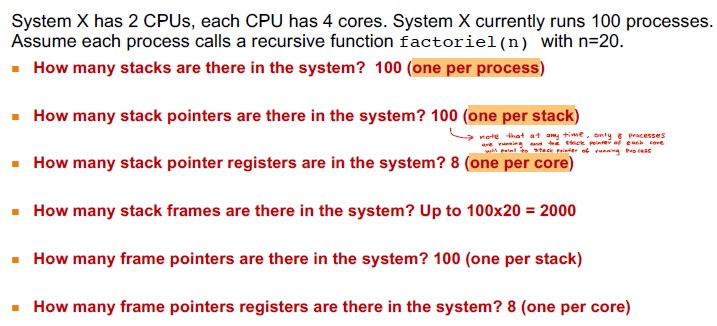 System X has 2 CPUs, each CPU has 4 cores. System X currently runs 100 processes.
Assume each process calls a recursive function factoriel(n) with n=20.
How many stacks are there in the system? 100 (one per process)
How many stack pointers are there in the system? 100 (one per stack)
note that at any time, only 8 processes
are running and the stack pointer of each core
will point to stack pointer of running process
How many stack pointer registers are in the system? 8 (one per core)
How many stack frames are there in the system? Up to 100x20 = 2000
How many frame pointers are there in the system? 100 (one per stack)
How many frame pointers registers are there in the system? 8 (one per core)